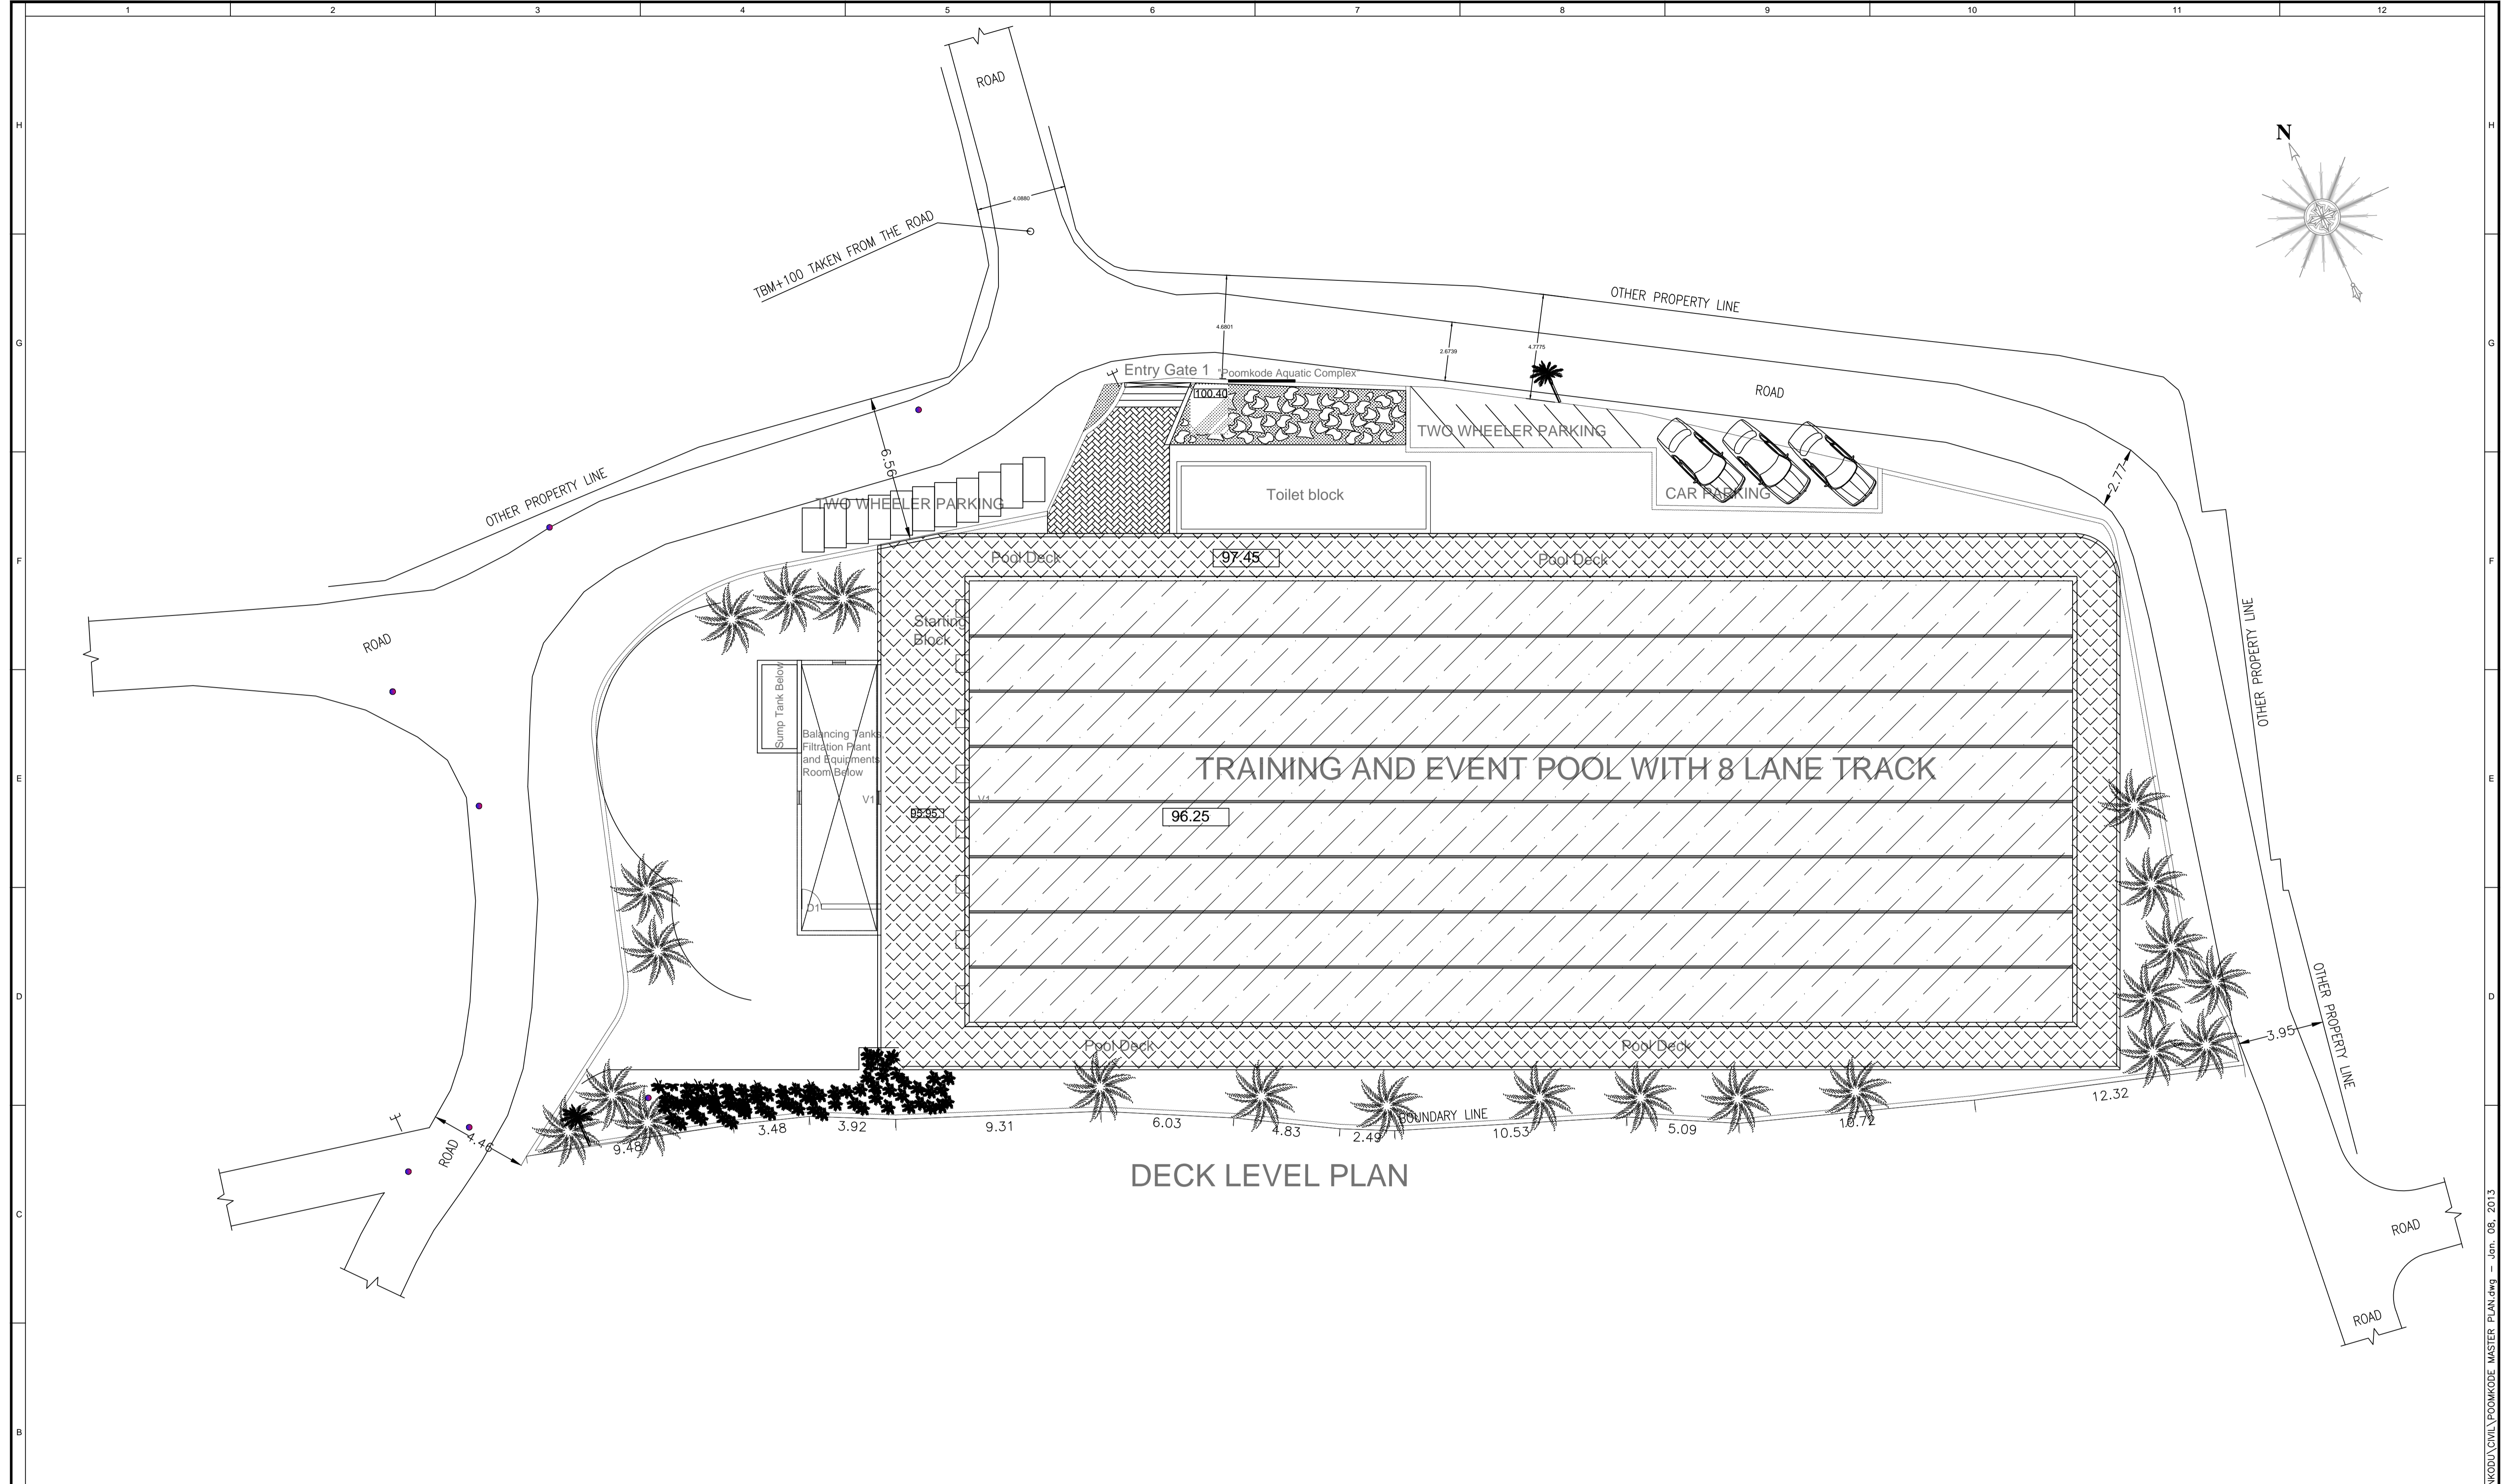 1 2 3 4 5 6 7 8 9 10 11 12
H
H
N
ROAD
4.0880
TBM+100 TAKEN FROM THE ROAD
OTHER PROPERTY LINE
G
G
4.6801
2.6739
4.7775
Entry Gate 1
"Poomkode Aquatic Complex"
100.40
ROAD
TWO WHEELER PARKING
6.56
2.77
OTHER PROPERTY LINE
TWO WHEELER PARKING
Toilet block
CAR PARKING
F
F
Pool Deck
97.45
Pool Deck
ROAD
Starting
Block
OTHER PROPERTY LINE
Sump Tank Below
Balancing Tanks,
Filtration Plant
and Equipments
Room Below
TRAINING AND EVENT POOL WITH 8 LANE TRACK
E
E
V1
V1
95.95
96.25
D1
D
D
OTHER PROPERTY LINE
3.95
Pool Deck
Pool Deck
12.32
BOUNDARY LINE
4.46
ROAD
9.48
3.48
3.92
9.31
6.03
4.83
2.49
10.53
5.09
10.72
DECK LEVEL PLAN
C
ROAD
ROAD
B
NKODU\CIVIL\POOMKODE MASTER PLAN.dwg - Jan. 08, 2013